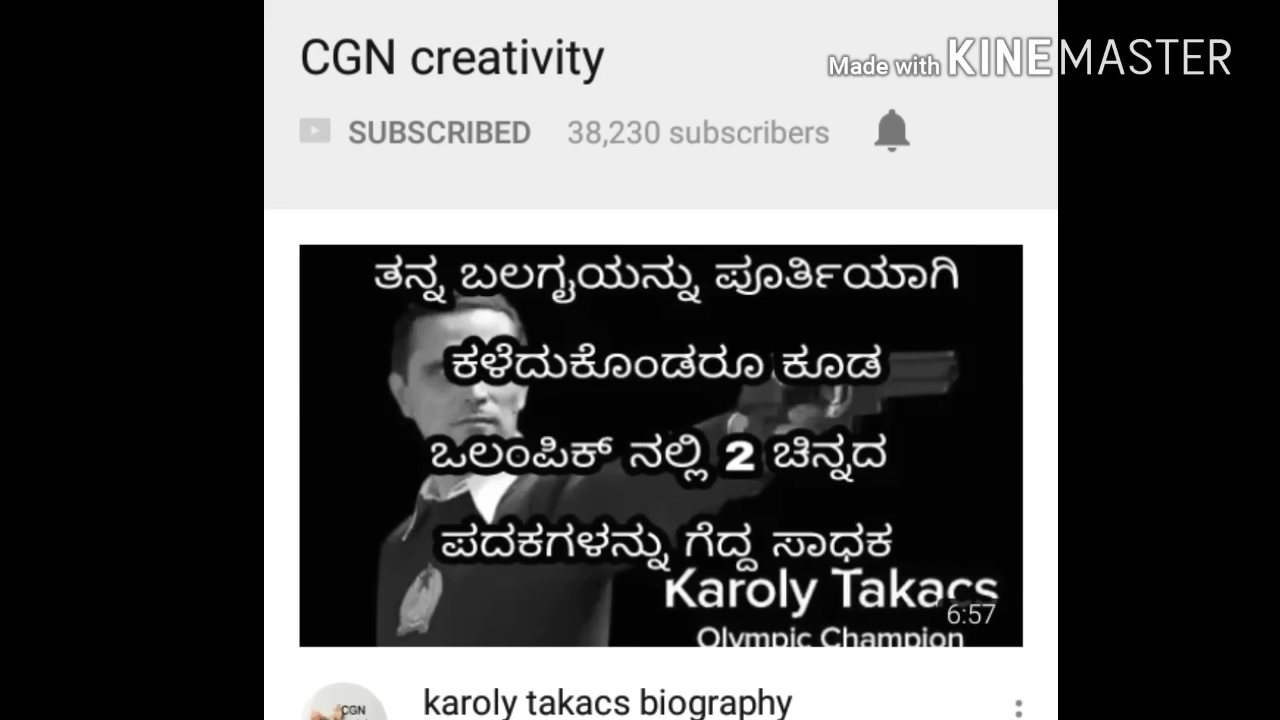 CGN creativity
Made with KINEMASTER
SUBSCRIBED 38,230 subscribers
ತನ್ನ ಬಲಗೈಯನ್ನು ಪೂರ್ತಿಯಾಗಿ
ಕಳೆದುಕೊಂಡರೂ ಕೂಡ
ಒಲಂಪಿಕ್ ನಲ್ಲಿ 2 ಚಿನ್ನದ
ಪದಕಗಳನ್ನು ಗೆದ್ದ ಸಾಧಕ
Karoly Takacs
6:57
Olympic Champion
CGN
karoly takacs biography